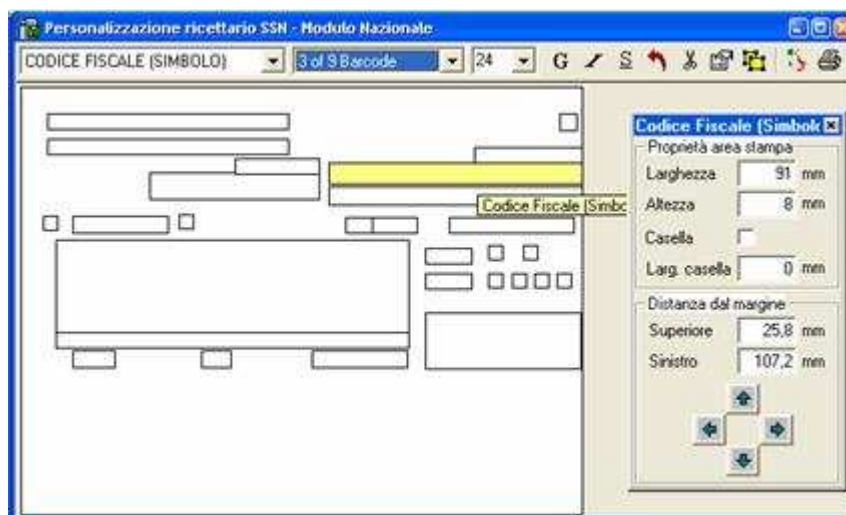 Personalizzazione ricettario SSN - Modulo Nazionale
CODICE FISCALE (SIMBOLO) 3 of 9 Barcode 24 G I S
Codice Fiscale (Simbo
Codice Fiscale (Simbolo
Proprietà area stampa
Larghezza 91 mm
Altezza 8 mm
Casella
Larg. casella 0 mm
Distanza dal margine
Superiore 25,8 mm
Sinistro 107,2 mm